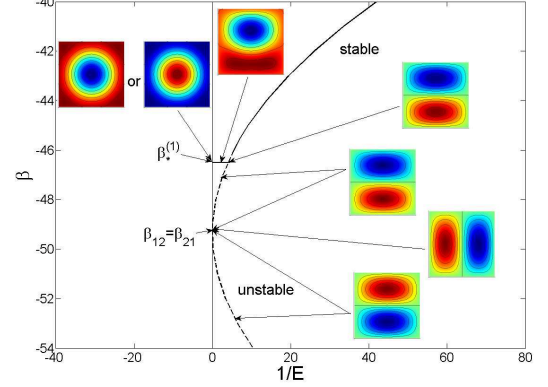 -40
-42
stable
or
-44
-46
β*(1)
β
-48
β12=β21
-50
unstable
-52
-54
-40 -20 0 20 40 60 80
1/E